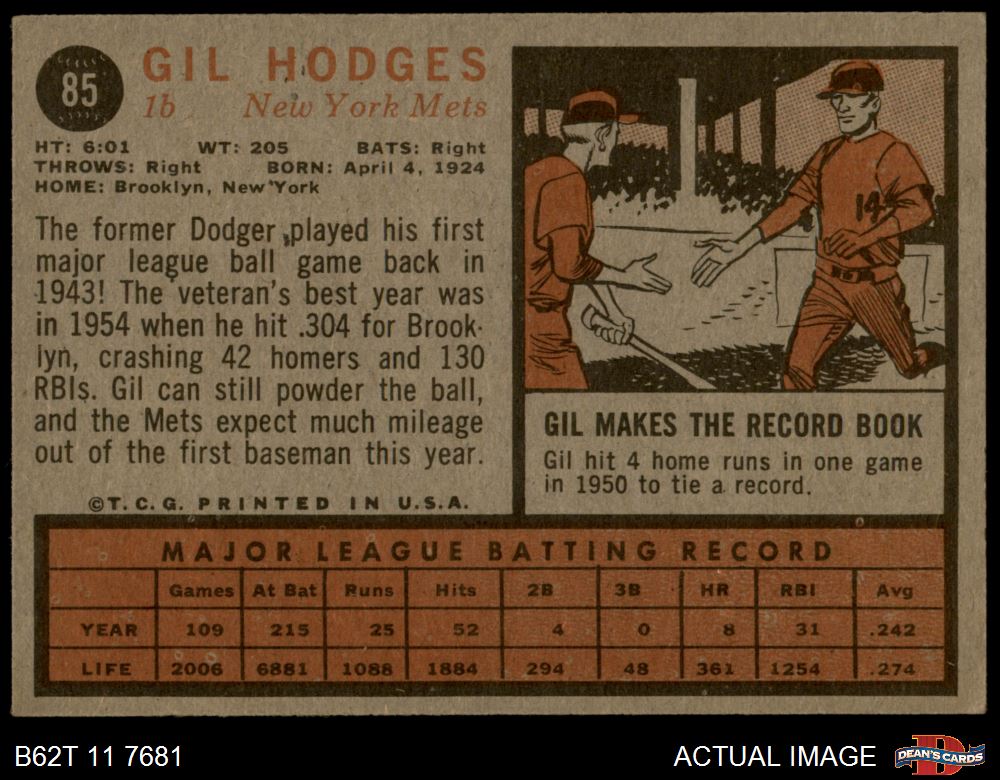 85
GIL HODGES
1b New York Mets
HT: 6:01 WT: 205 BATS: Right
THROWS: Right BORN: April 4, 1924
HOME: Brooklyn, New York
The former Dodger played his first
major league ball game back in
1943! The veteran's best year was
in 1954 when he hit .304 for Brook-
lyn, crashing 42 homers and 130
RBIs. Gil can still powder the ball,
and the Mets expect much mileage
out of the first baseman this year.
©T.C.G. PRINTED IN U.S.A.
14
GIL MAKES THE RECORD BOOK
Gil hit 4 home runs in one game
in 1950 to tie a record.
MAJOR LEAGUE BATTING RECORD
Games At Bat Runs Hits 2B 3B HR RBI Avg
YEAR 109 215 25 52 4 0 8 31 .242
LIFE 2006 6881 1088 1884 294 48 361 1254 .274
B62T 11 7681 ACTUAL IMAGE
D
DEAN'S CARDS